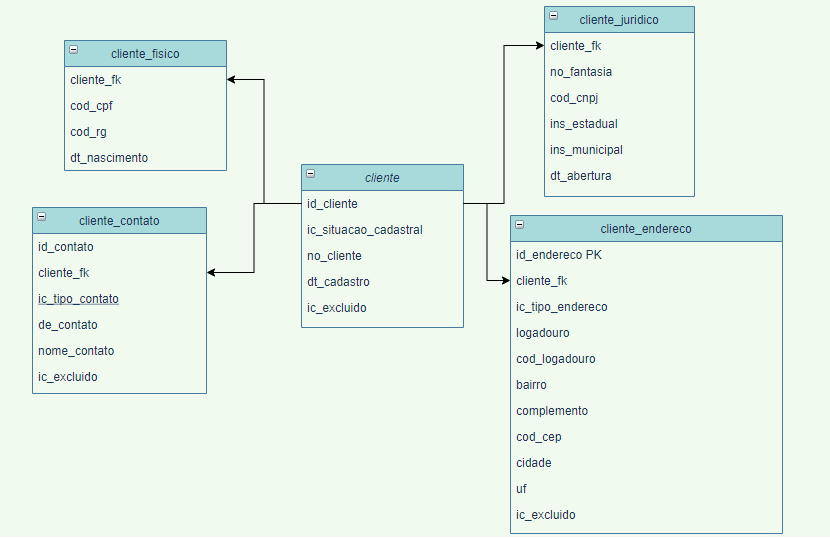 cliente_fisico
cliente_fk
cod_cpf
cod_rg
dt_nascimento
cliente_juridico
cliente_fk
no_fantasia
cod_cnpj
ins_estadual
ins_municipal
dt_abertura
cliente
id_cliente
ic_situacao_cadastral
no_cliente
dt_cadastro
ic_excluido
cliente_contato
id_contato
cliente_fk
ic_tipo_contato
de_contato
nome_contato
ic_excluido
cliente_endereco
id_endereco PK
cliente_fk
ic_tipo_endereco
logadouro
cod_logadouro
bairro
complemento
cod_cep
cidade
uf
ic_excluido